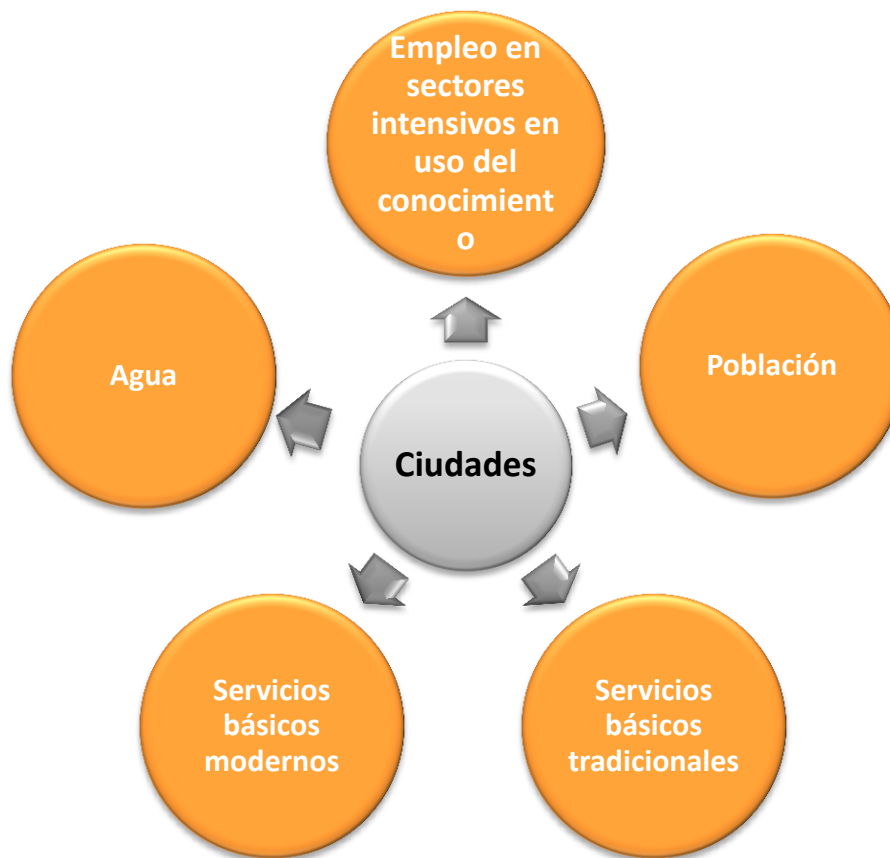 Empleo en
sectores
intensivos en
uso del
conocimient
o
Agua
Población
Ciudades
Servicios
básicos
modernos
Servicios
básicos
tradicionales